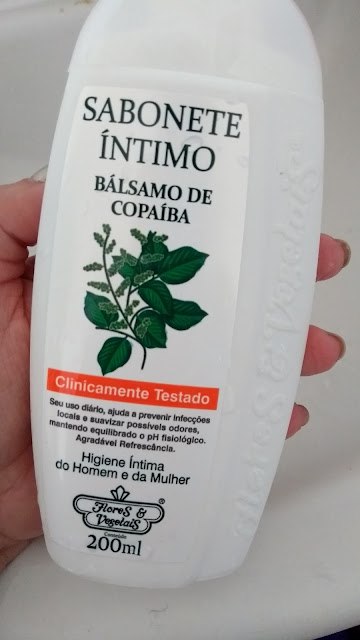 SABONETE
ÍNTIMO
BÁLSAMO DE
COPAÍBA
Clinicamente Testado
Seu uso diário, ajuda a prevenir infecções
locais e suavizar possíveis odores,
mantendo equilibrado o pH fisiológico.
Agradável Refrescância.
Higiene Íntima
do Homem e da Mulher
Flores &
Vegetais
®
Conteúdo
200ml